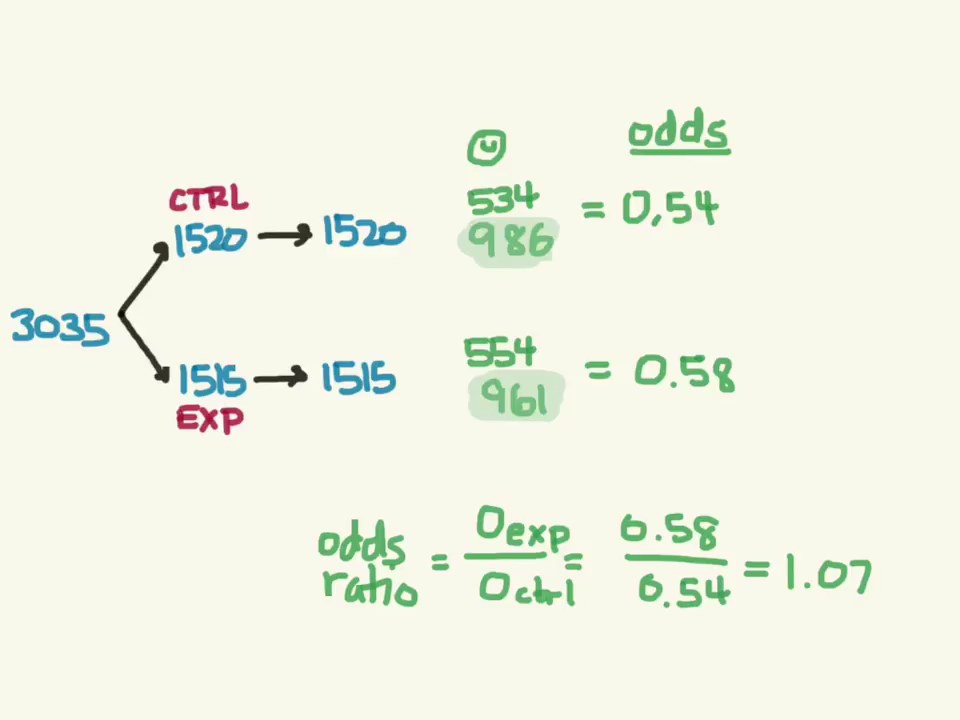 odds
CTRL
534
1520 1520 = 0,54
986
3035
554
1515 1515 = 0.58
961
EXP
odds ratio = Oexp / Octrl = 0.58 / 0.54 = 1.07